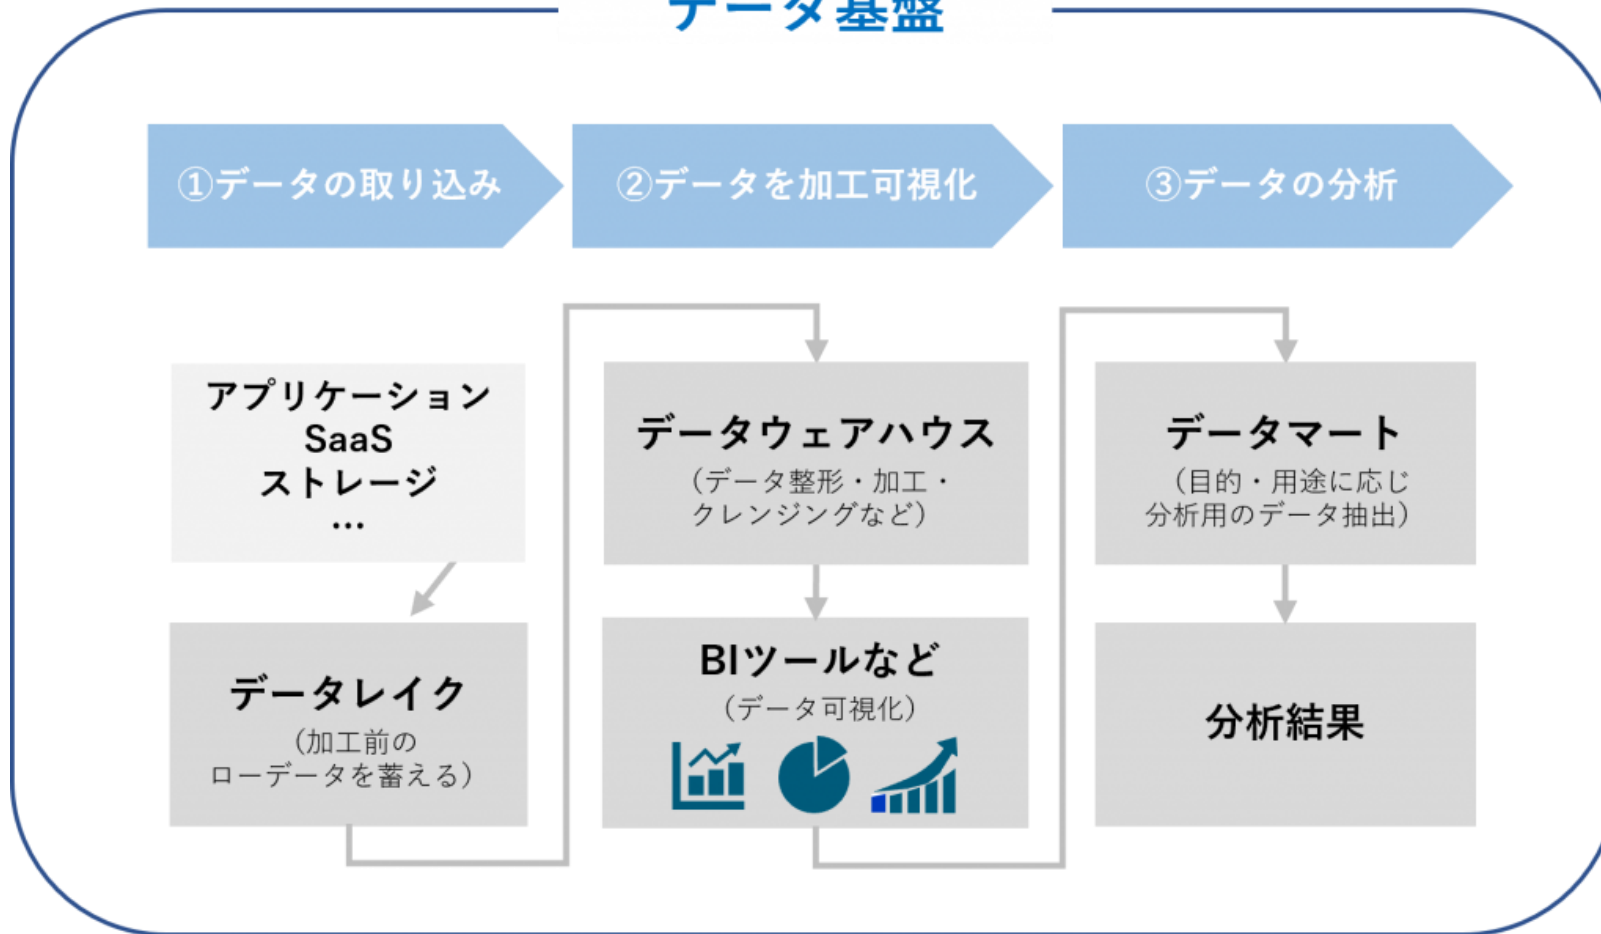 データ基盤
①データの取り込み
②データを加工可視化
③データの分析
アプリケーション
SaaS
ストレージ
…
データレイク
（加工前の
ローデータを蓄える）
データウェアハウス
（データ整形・加工・
クレンジングなど）
BIツールなど
（データ可視化）
データマート
（目的・用途に応じ
分析用のデータ抽出）
分析結果